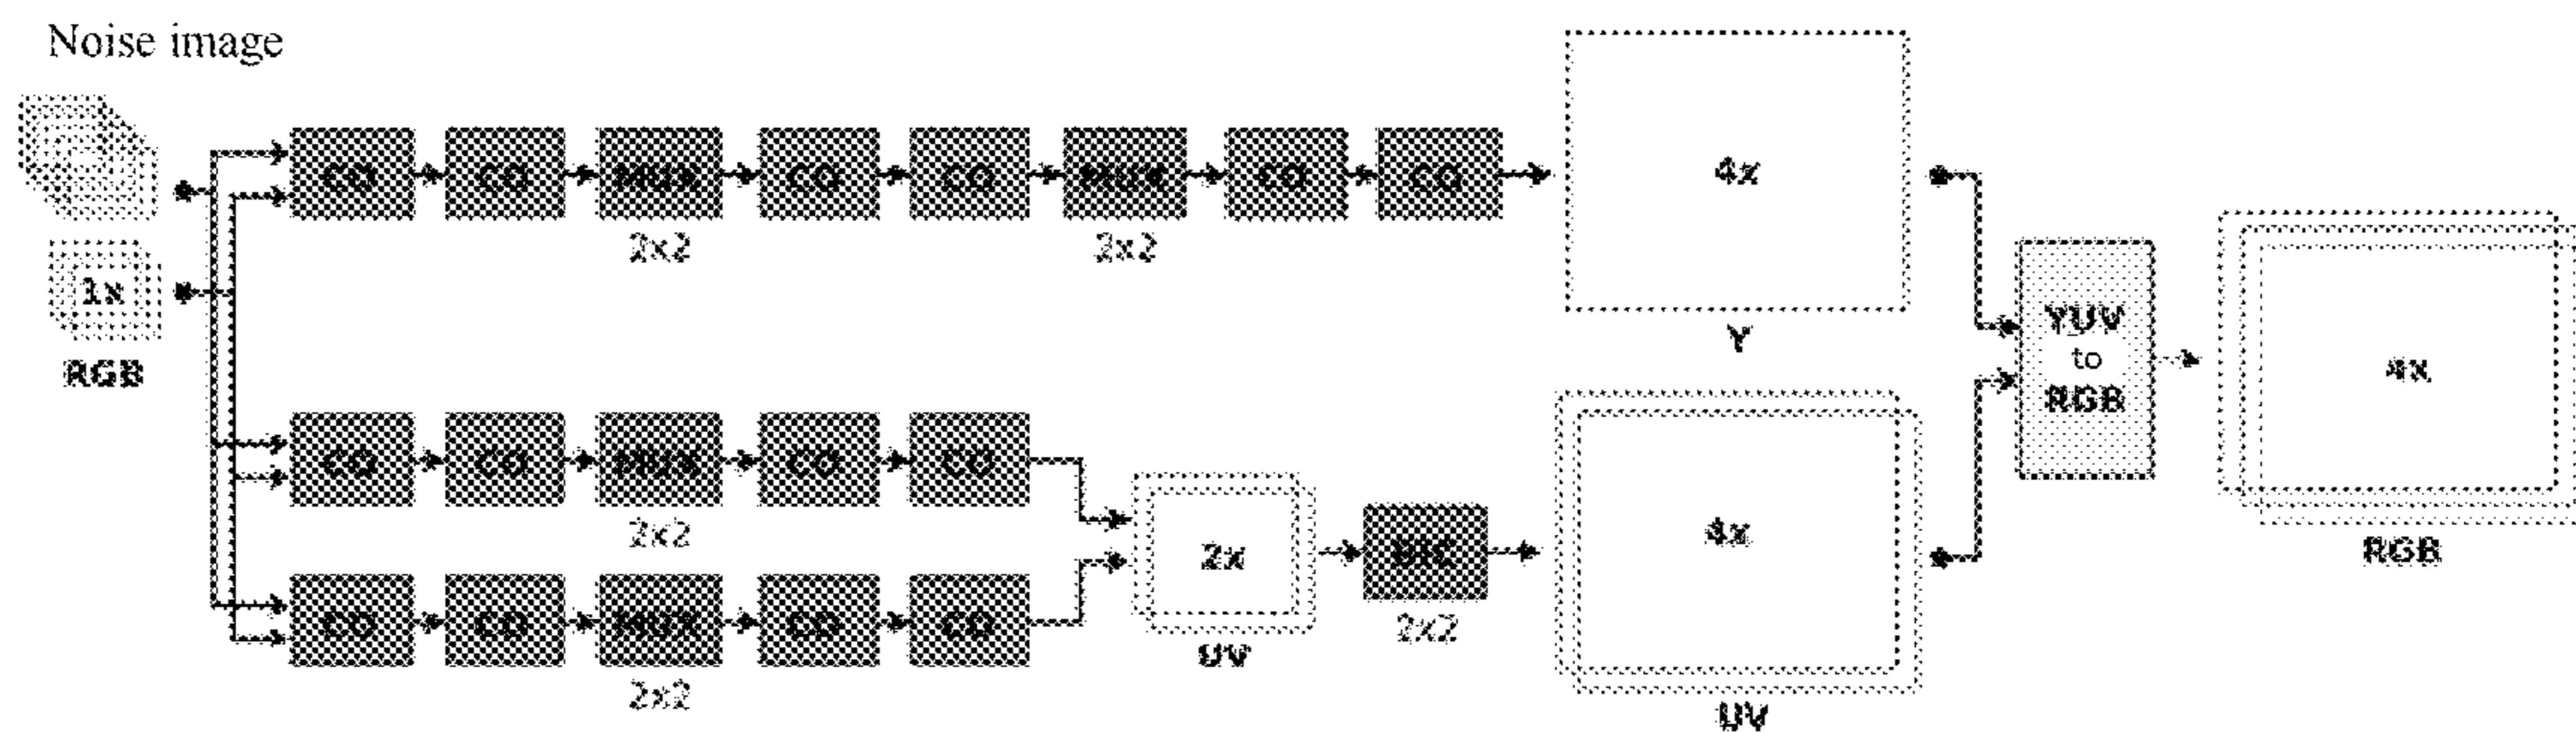 Noise image
1x
RGB
CO CO MUX CO CO MUX CO CO
2x2 2x2
4x
Y
CO CO MUX CO CO
2x2
CO CO MUX CO CO
2x2
2x
UV
BIC
2x2
4x
UV
YUV
to
RGB
4x
RGB